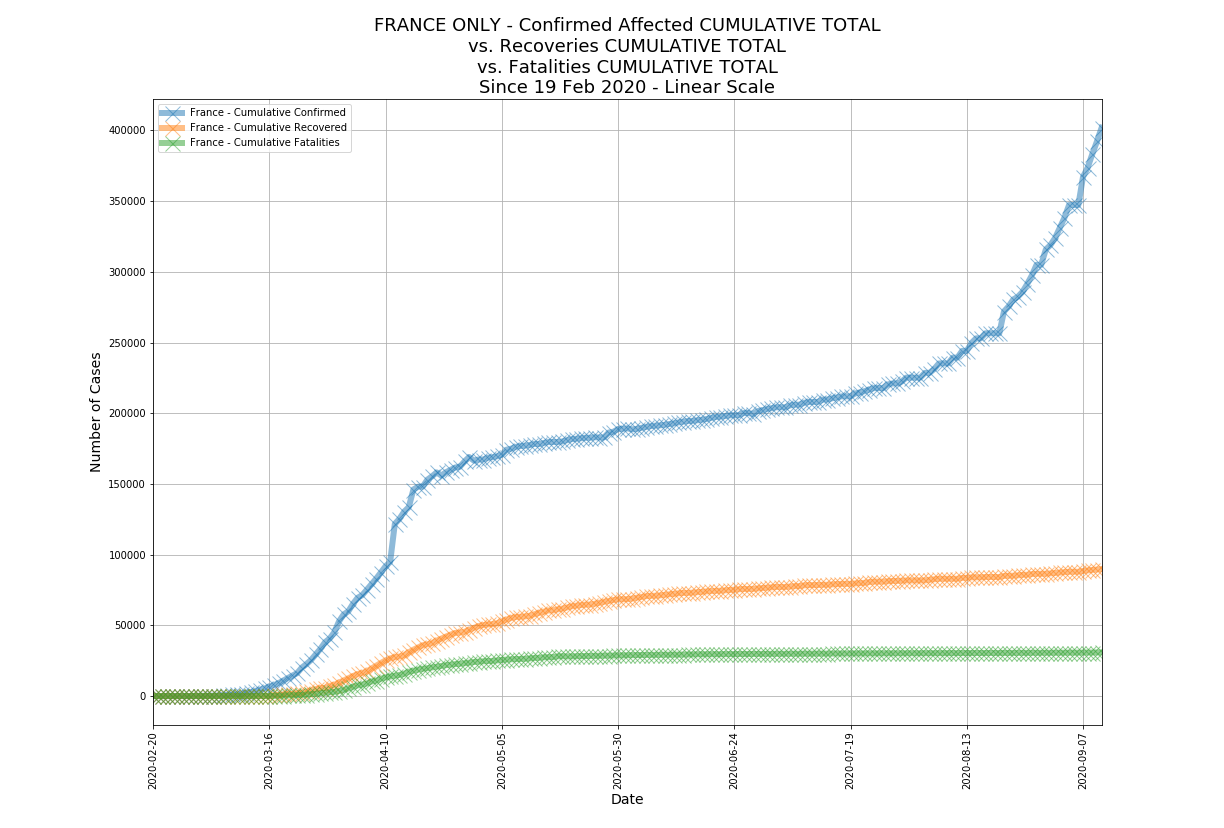 FRANCE ONLY - Confirmed Affected CUMULATIVE TOTAL
vs. Recoveries CUMULATIVE TOTAL
vs. Fatalities CUMULATIVE TOTAL
Since 19 Feb 2020 - Linear Scale
France - Cumulative Confirmed
France - Cumulative Recovered
France - Cumulative Fatalities
Number of Cases
400000
350000
300000
250000
200000
150000
100000
50000
0
2020-02-20
2020-03-16
2020-04-10
2020-05-05
2020-05-30
2020-06-24
2020-07-19
2020-08-13
2020-09-07
Date